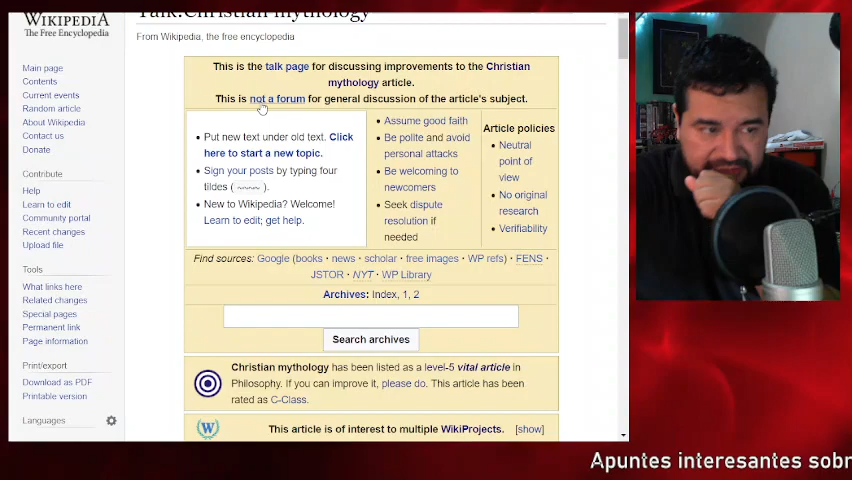 WIKIPEDIA
The Free Encyclopedia
Main page
Contents
Current events
Random article
About Wikipedia
Contact us
Donate
Contribute
Help
Learn to edit
Community portal
Recent changes
Upload file
Tools
What links here
Related changes
Special pages
Permanent link
Page information
Print/export
Download as PDF
Printable version
Languages
Talk:Christian mythology
From Wikipedia, the free encyclopedia
This is the talk page for discussing improvements to the Christian
mythology article.
This is not a forum for general discussion of the article's subject.
• Put new text under old text. Click
here to start a new topic.
• Sign your posts by typing four
tildes ( ~~~~ ).
• New to Wikipedia? Welcome!
Learn to edit; get help.
• Assume good faith
• Be polite and avoid
personal attacks
• Be welcoming to
newcomers
• Seek dispute
resolution if
needed
Article policies
• Neutral
point of
view
• No original
research
• Verifiability
Find sources: Google (books · news · scholar · free images · WP refs) · FENS ·
JSTOR · NYT · WP Library
Archives: Index, 1, 2
Search archives
Christian mythology has been listed as a level-5 vital article in
Philosophy. If you can improve it, please do. This article has been
rated as C-Class.
W
This article is of interest to multiple WikiProjects. [show]
Apuntes interesantes sobr